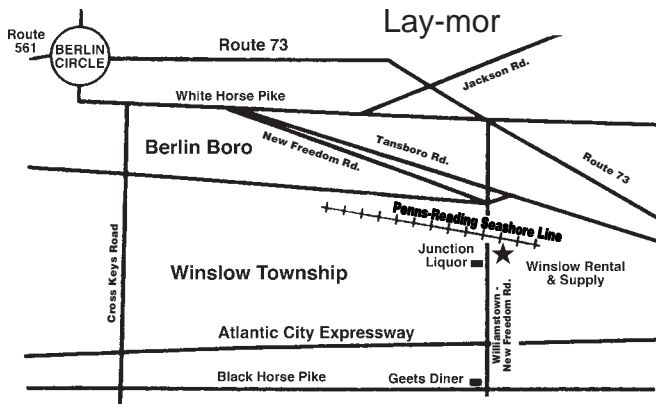 Lay-mor
Route
561
BERLIN
CIRCLE
Route 73
Jackson Rd.
White Horse Pike
Berlin Boro
New Freedom Rd.
Tansboro Rd.
Route 73
Penns-Reading Seashore Line
Junction
Liquor
Winslow Rental
& Supply
Cross Keys Road
Winslow Township
Williamstown -
New Freedom Rd.
Atlantic City Expressway
Black Horse Pike
Geets Diner